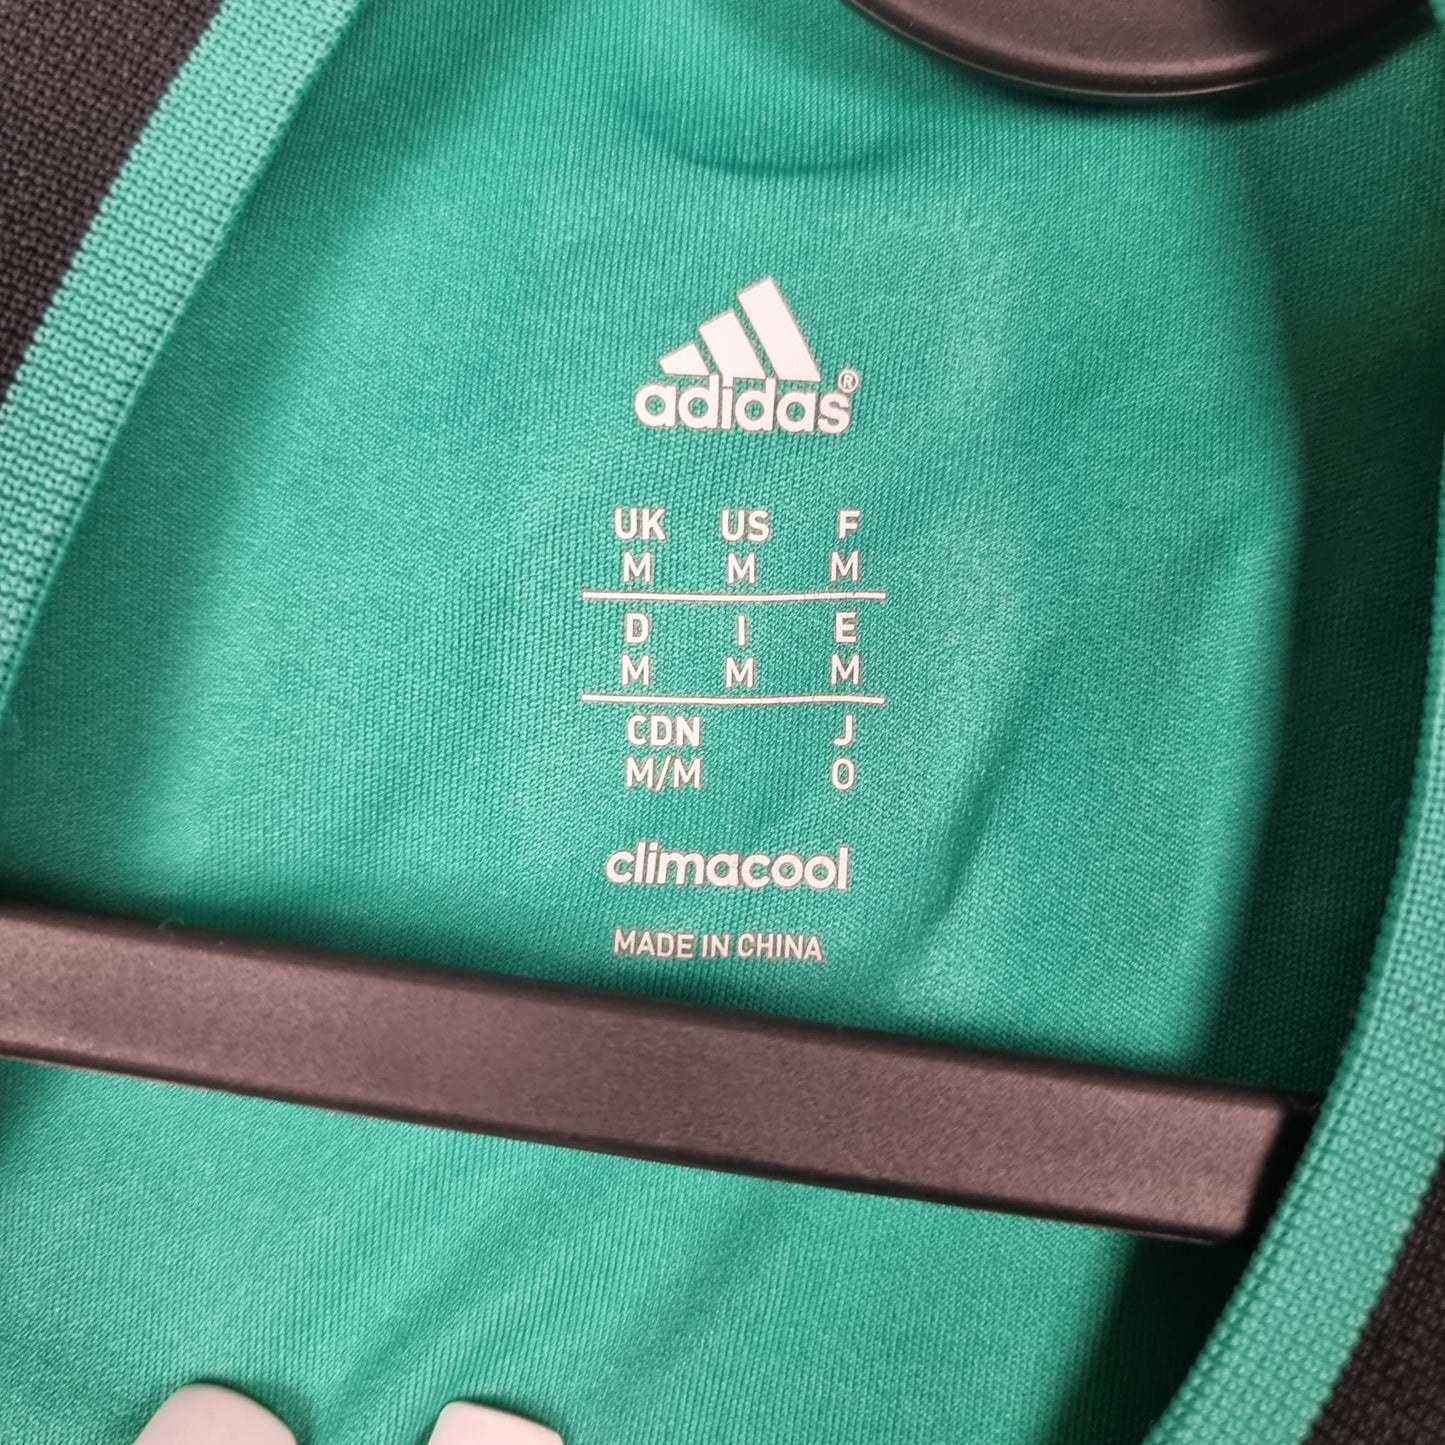 adidas®
UK US F
M M M
D I E
M M M
CDN J
M/M O
climacool
MADE IN CHINA